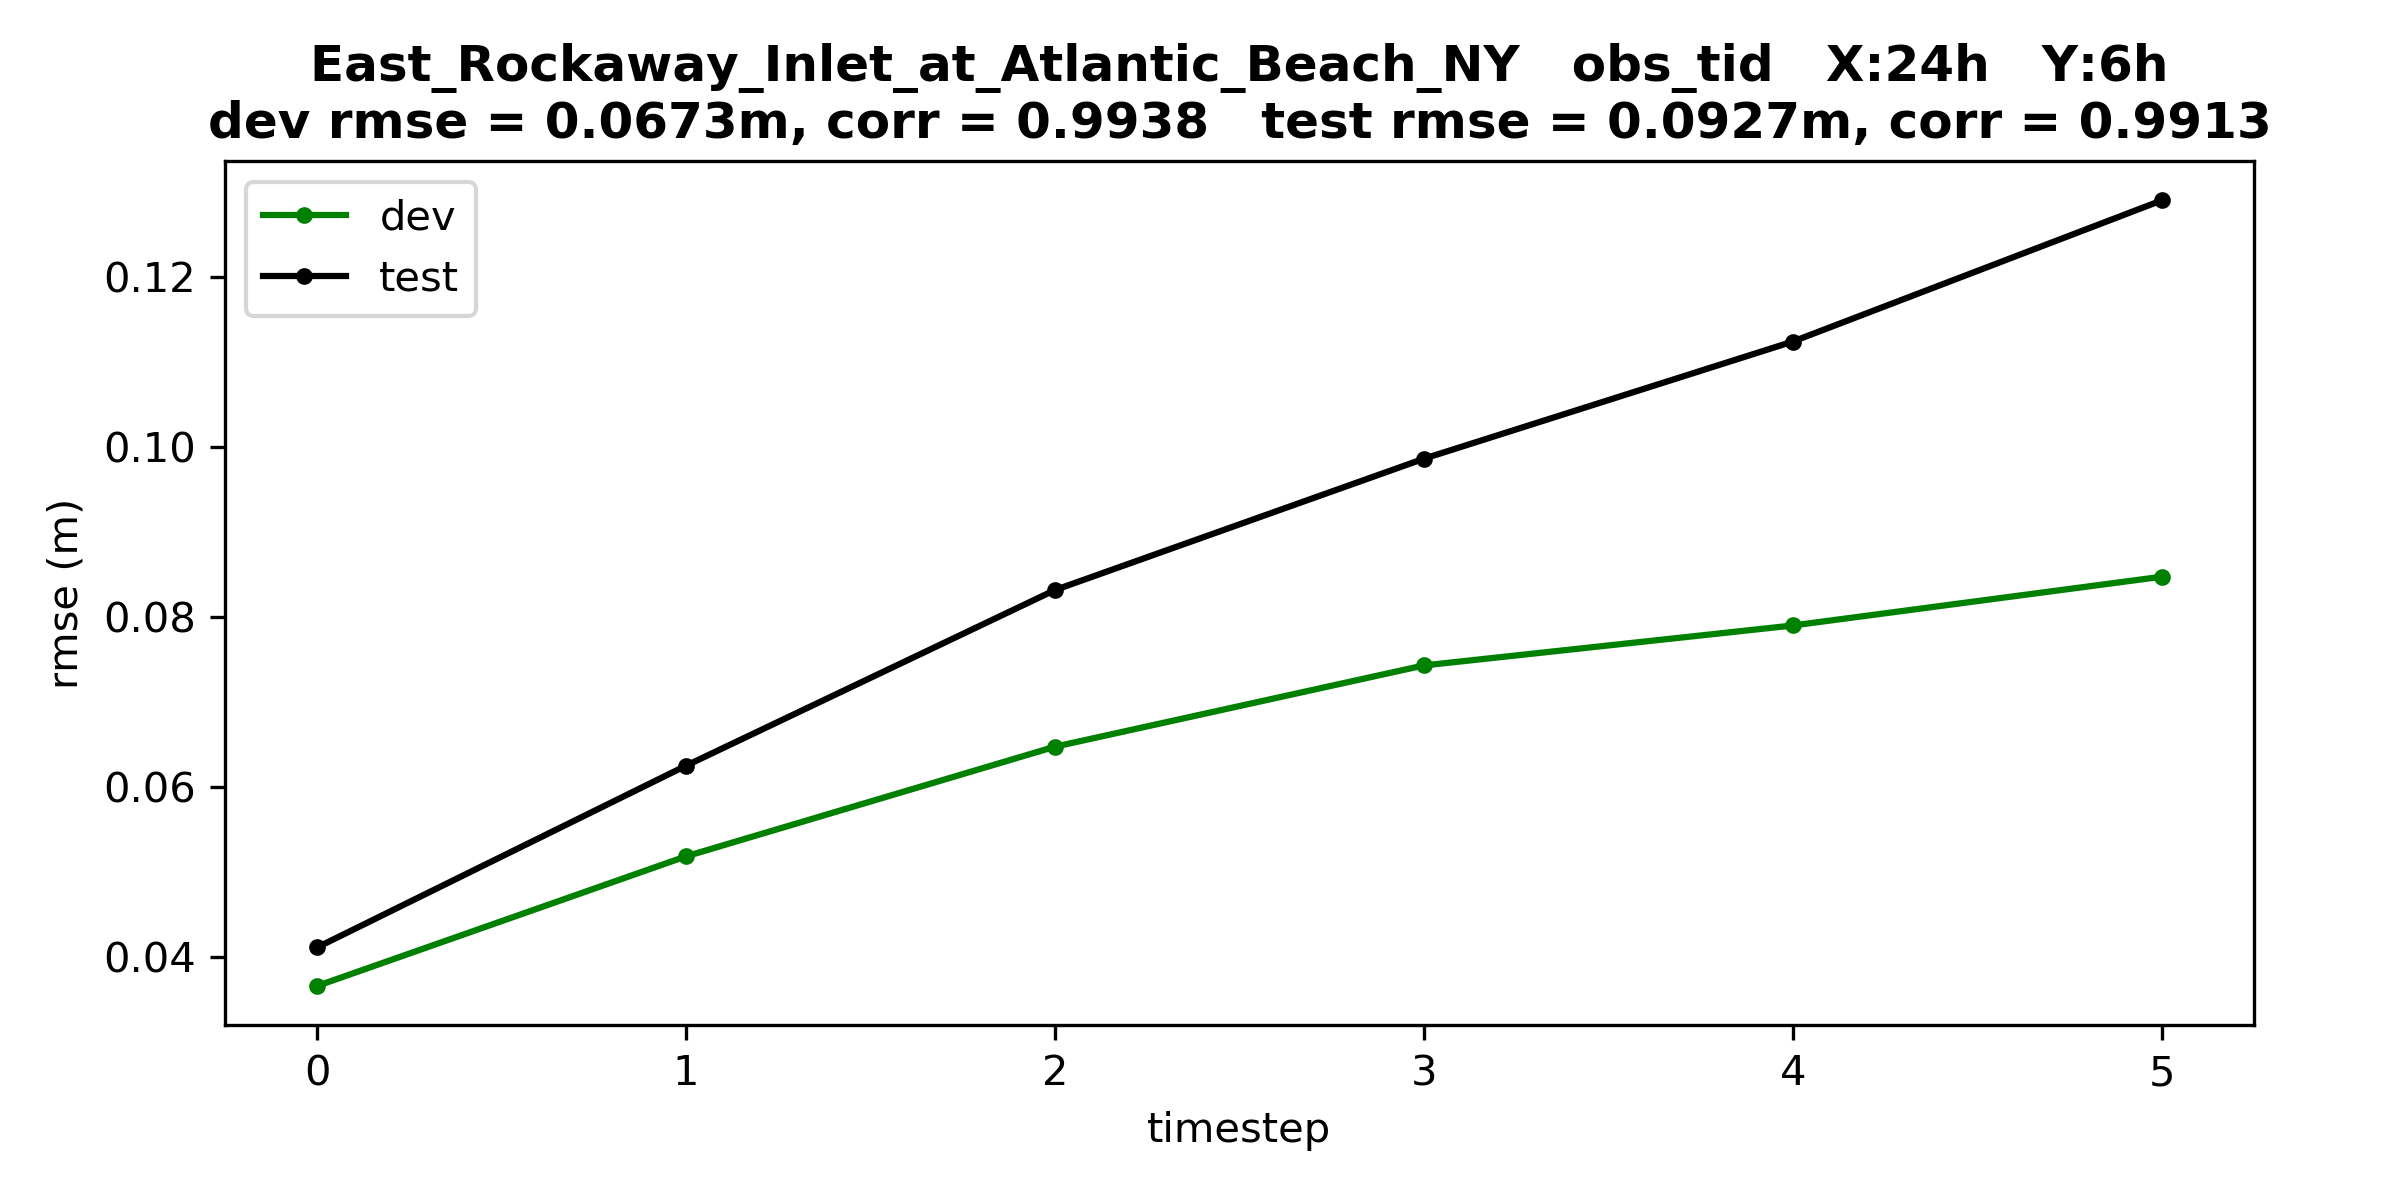 East_Rockaway_Inlet_at_Atlantic_Beach_NY   obs_tid   X:24h   Y:6h
dev rmse = 0.0673m, corr = 0.9938   test rmse = 0.0927m, corr = 0.9913
dev
test
0.12
0.10
0.08
0.06
0.04
rmse (m)
0 1 2 3 4 5
timestep